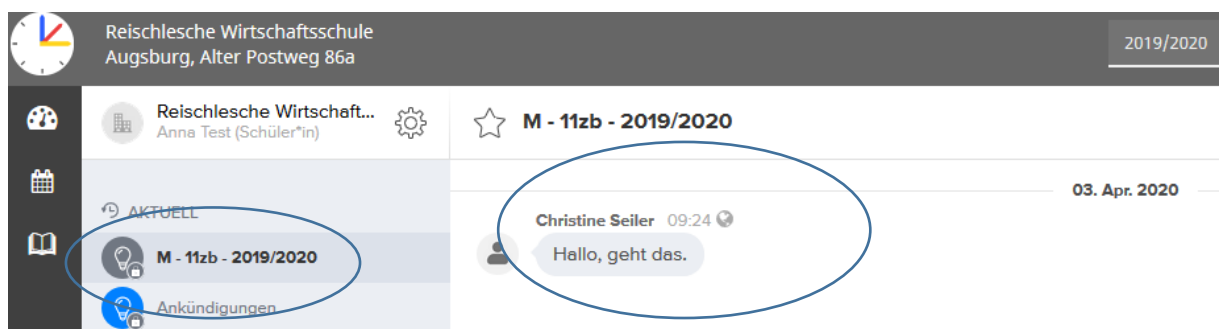 Reischlesche Wirtschaftsschule
Augsburg, Alter Postweg 86a
2019/2020
Reischlesche Wirtschaft...
Anna Test (Schüler*in)
M - 11zb - 2019/2020
03. Apr. 2020
AKTUELL
Christine Seiler 09:24
M - 11zb - 2019/2020
Hallo, geht das.
Ankündigungen